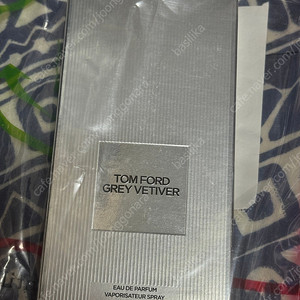 TOM FORD
GREY VETIVER
EAU DE PARFUM
VAPORISATEUR SPRAY